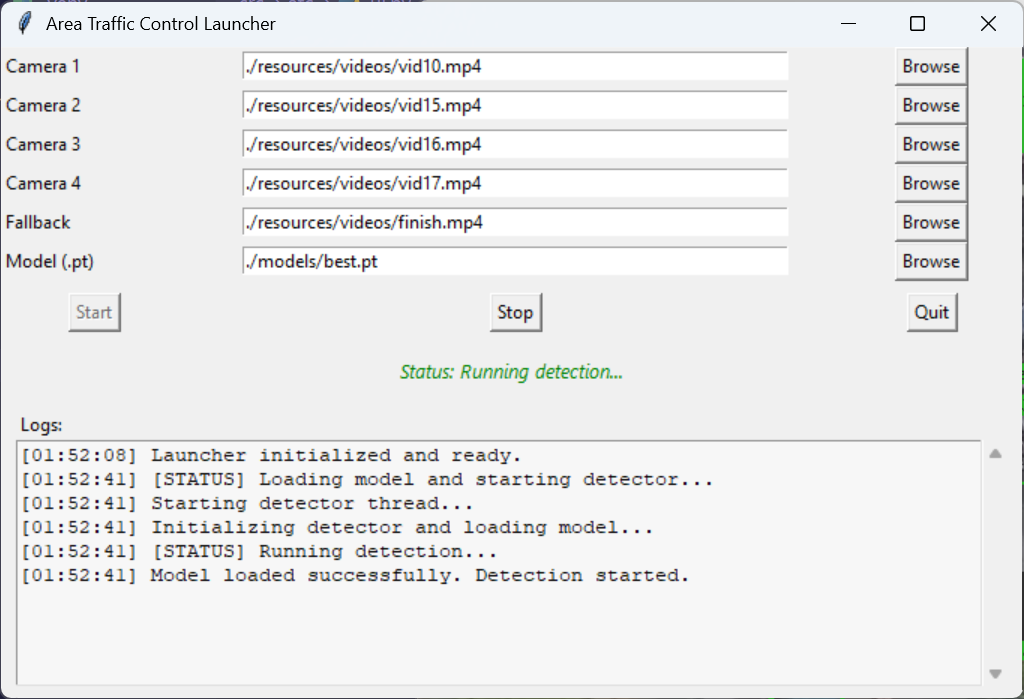 Area Traffic Control Launcher
Camera 1 ./resources/videos/vid10.mp4 Browse
Camera 2 ./resources/videos/vid15.mp4 Browse
Camera 3 ./resources/videos/vid16.mp4 Browse
Camera 4 ./resources/videos/vid17.mp4 Browse
Fallback ./resources/videos/finish.mp4 Browse
Model (.pt) ./models/best.pt Browse
Start Stop Quit
Status: Running detection...
Logs:
[01:52:08] Launcher initialized and ready.
[01:52:41] [STATUS] Loading model and starting detector...
[01:52:41] Starting detector thread...
[01:52:41] Initializing detector and loading model...
[01:52:41] [STATUS] Running detection...
[01:52:41] Model loaded successfully. Detection started.